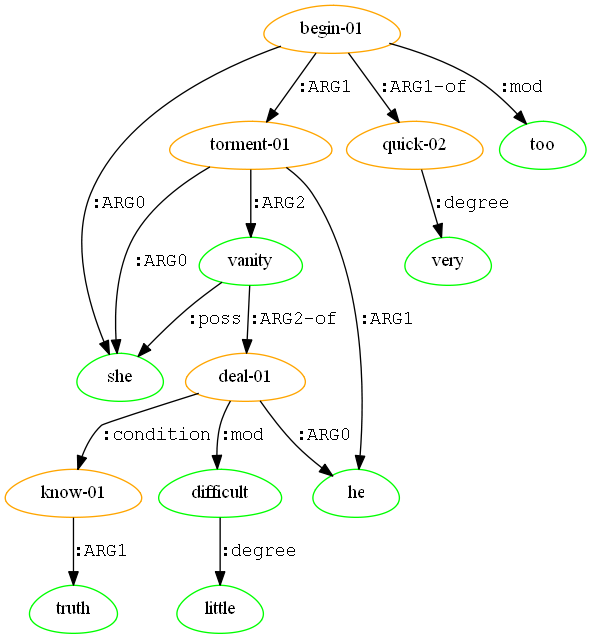 begin-01
:ARG1 :ARG1-of :mod
torment-01 quick-02 too
:ARG0 :ARG0 :ARG2 :degree
vanity very
:poss :ARG2-of :ARG1
she deal-01
:condition :mod :ARG0
know-01 difficult he
:ARG1 :degree
truth little